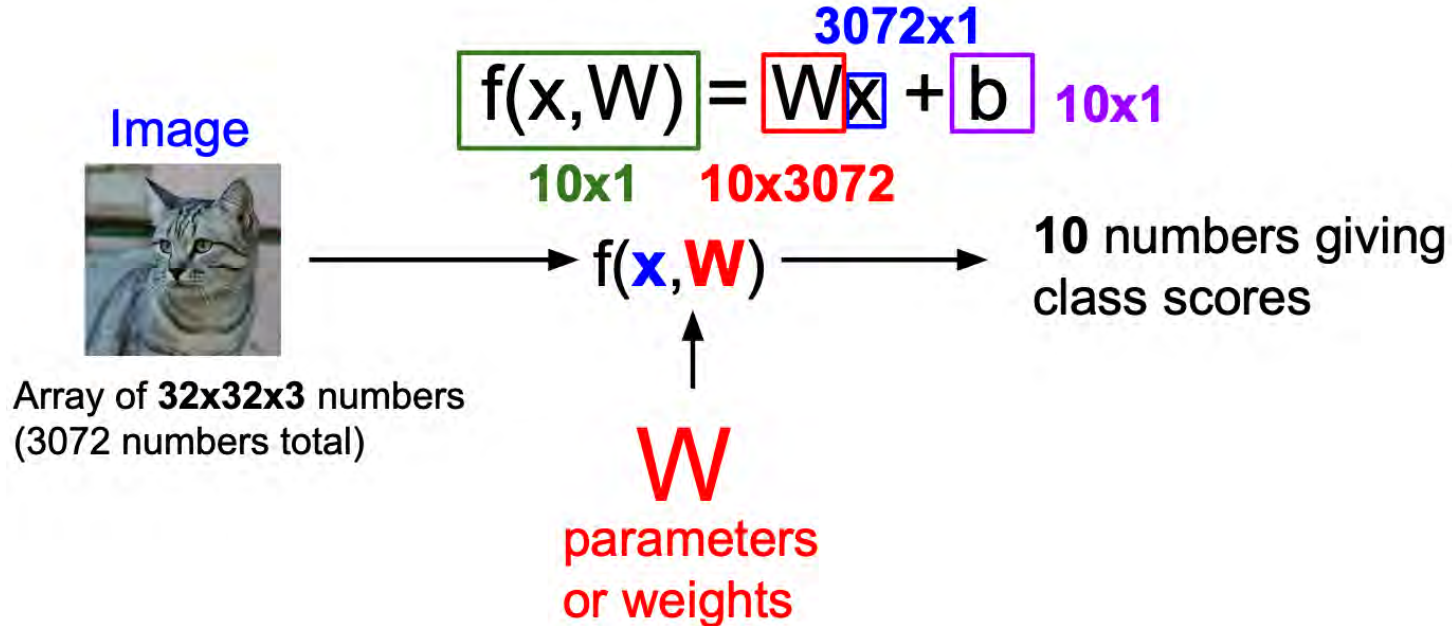 3072x1
f(x,W) = Wx + b 10x1
Image
10x1 10x3072
f(x,W)
10 numbers giving
class scores
Array of 32x32x3 numbers
(3072 numbers total)
W
parameters
or weights